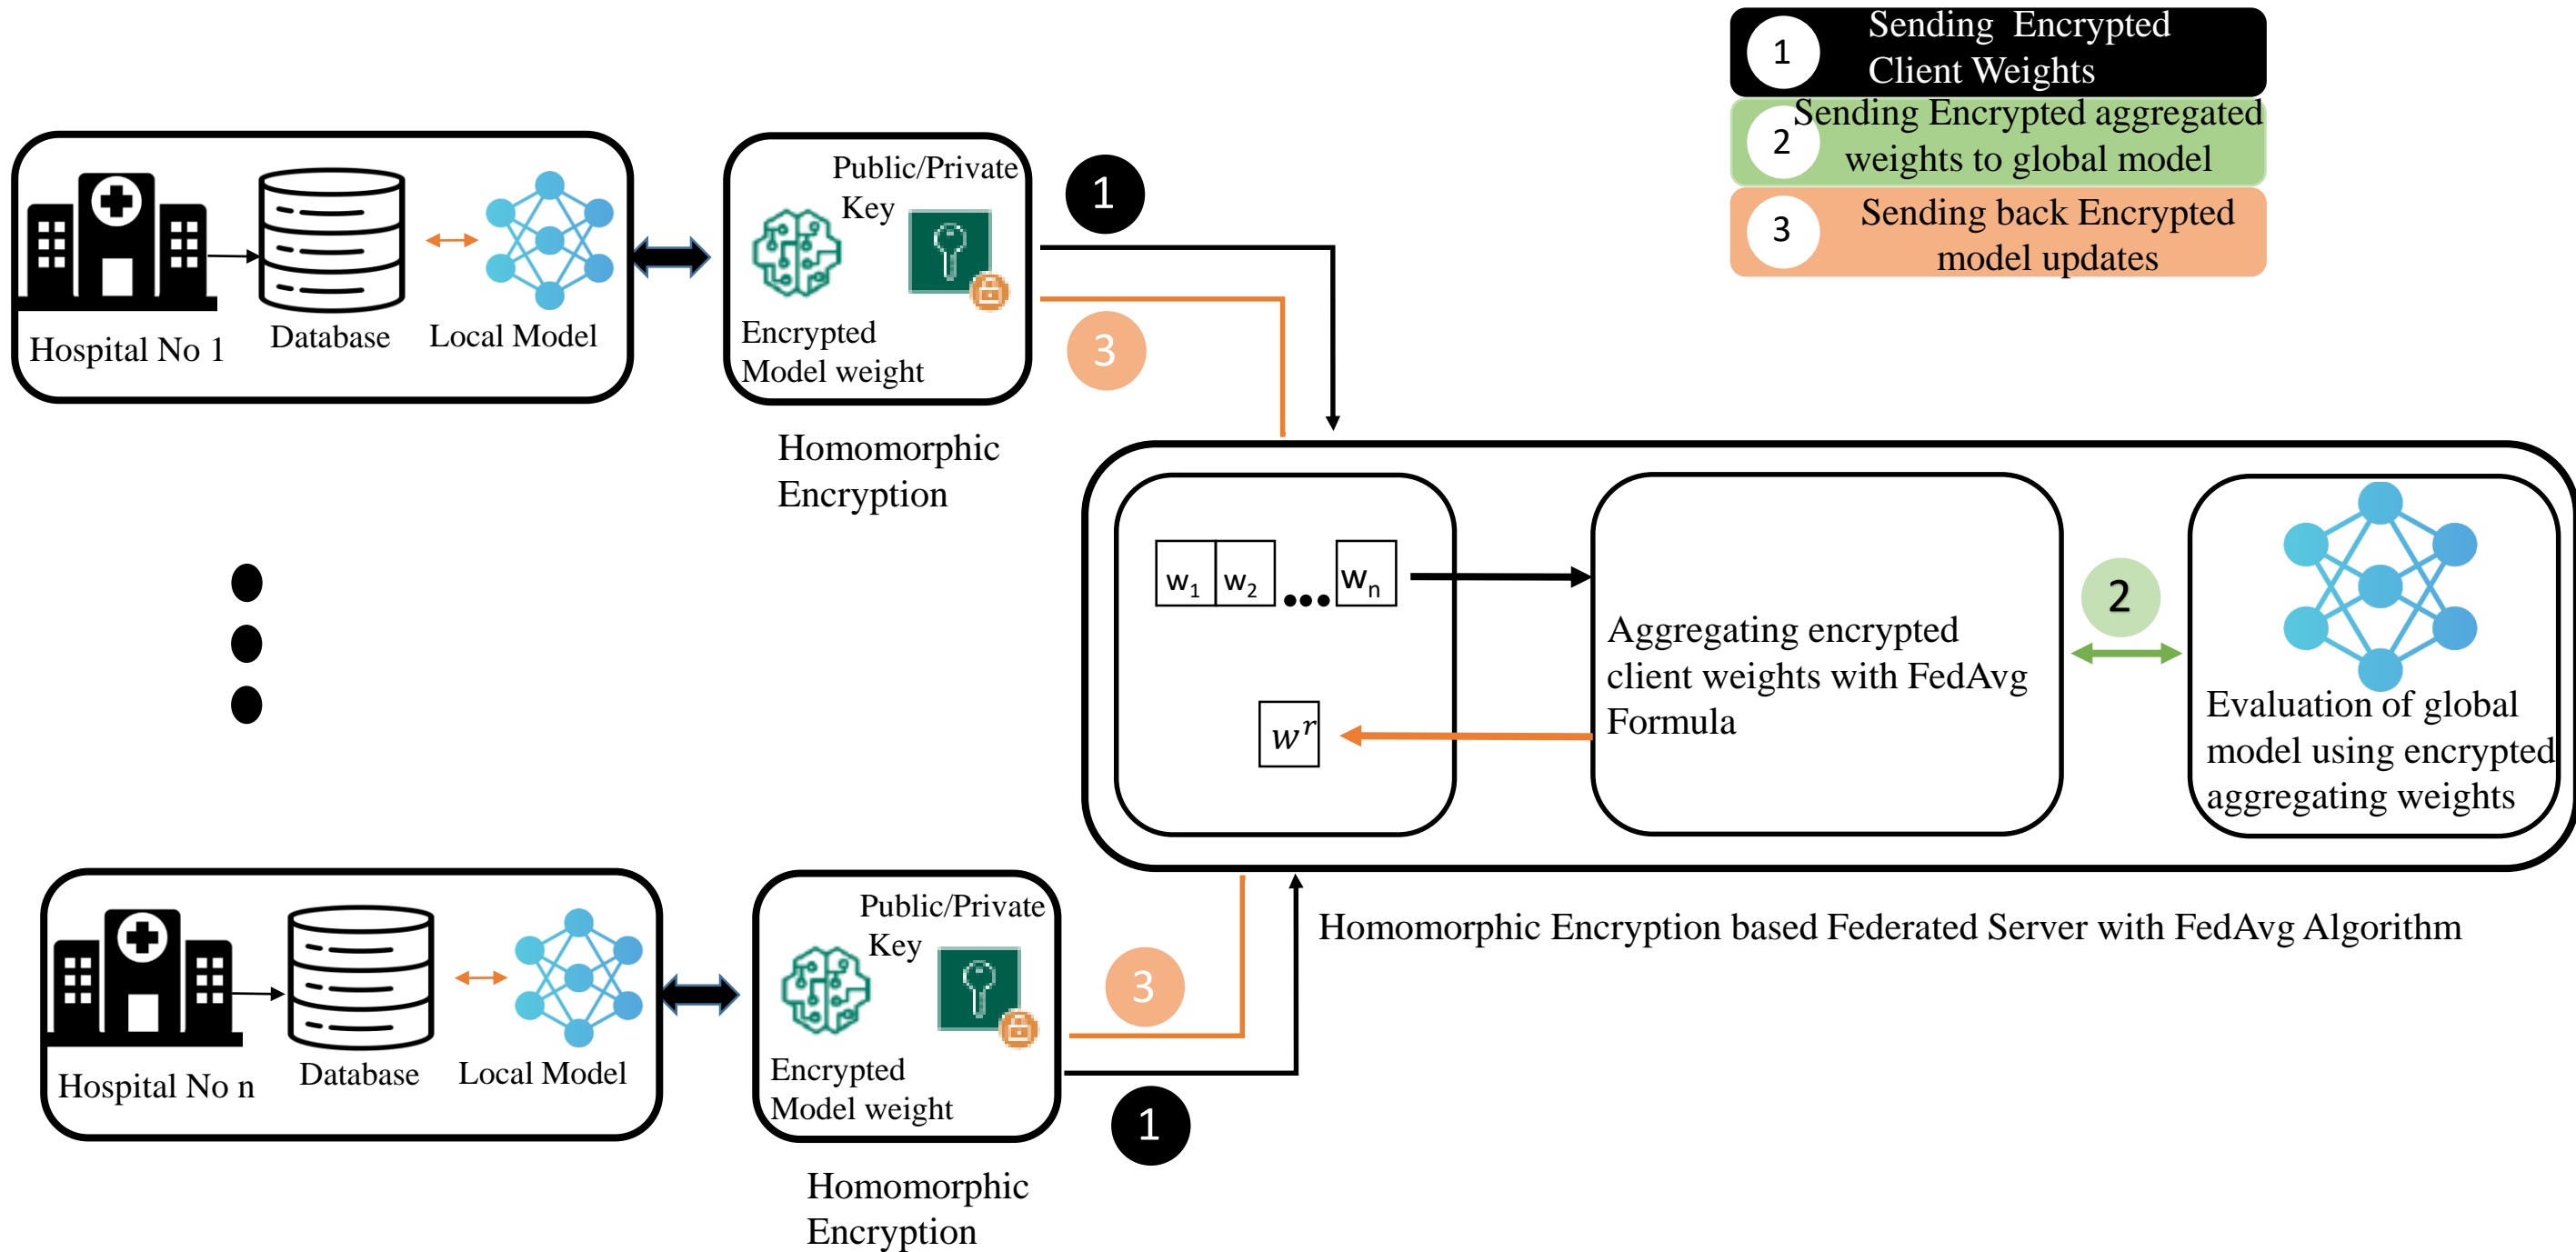 1
Sending Encrypted
Client Weights
2
Sending Encrypted aggregated
weights to global model
3
Sending back Encrypted
model updates
Hospital No 1
Database
Local Model
Public/Private
Key
Encrypted
Model weight
Homomorphic
Encryption
1
3
w₁
w₂
...
wₙ
wʳ
Aggregating encrypted
client weights with FedAvg
Formula
2
Evaluation of global
model using encrypted
aggregating weights
Homomorphic Encryption based Federated Server with FedAvg Algorithm
Hospital No n
Database
Local Model
Public/Private
Key
Encrypted
Model weight
Homomorphic
Encryption
3
1